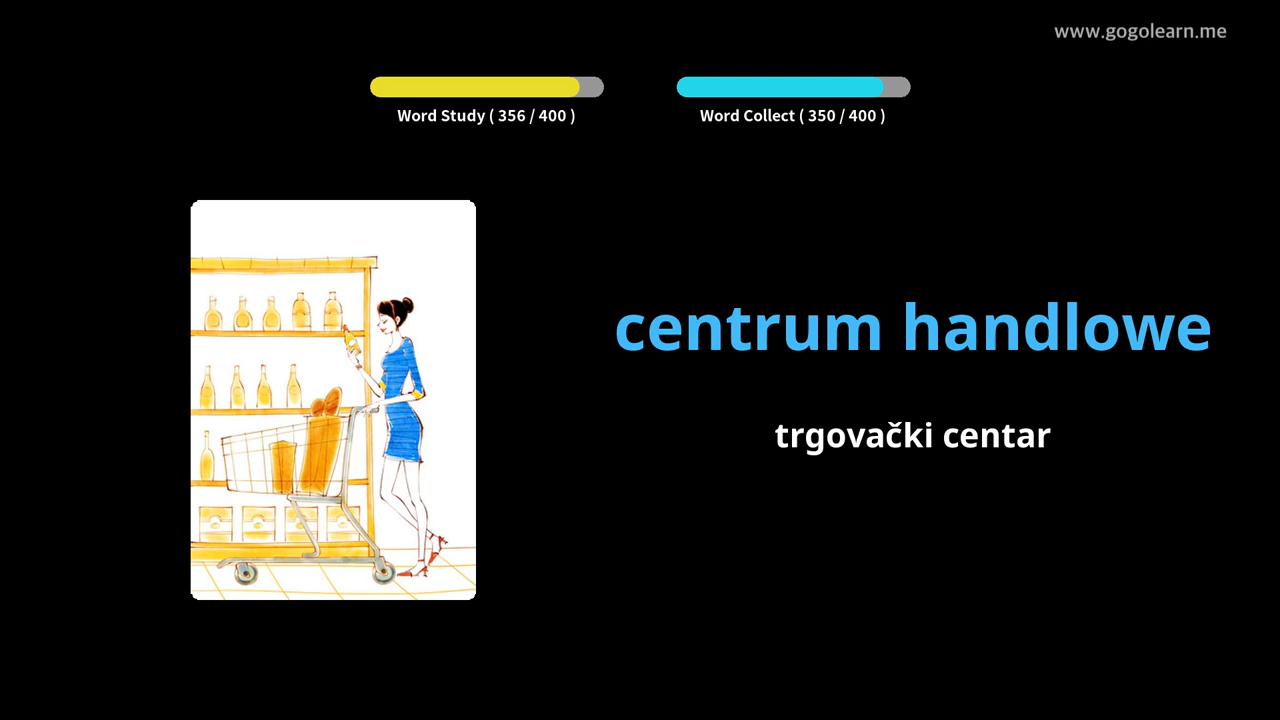 www.gogolearn.me
Word Study ( 356 / 400 )
Word Collect ( 350 / 400 )
centrum handlowe
trgovački centar